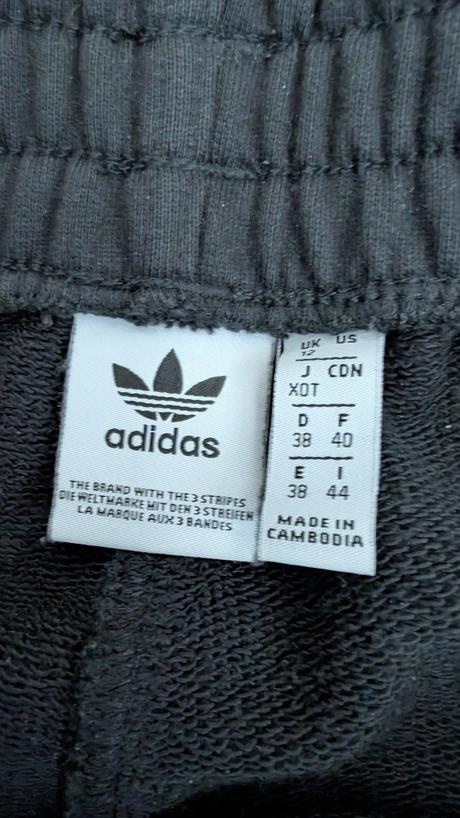 adidas
THE BRAND WITH THE 3 STRIPES
DIE WELTMARKE MIT DEN 3 STREIFEN
LA MARQUE AUX 3 BANDES
UK US
12
J CDN
XOT
D F
38 40
E I
38 44
MADE IN
CAMBODIA